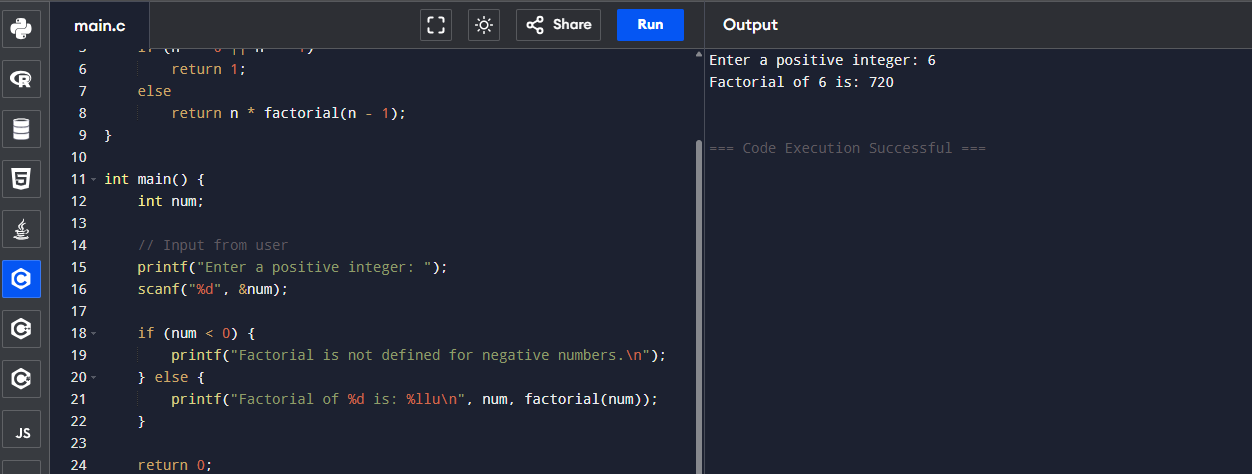 main.c
Share
Run
Output
6 return 1;
7 else
8 return n * factorial(n - 1);
9 }
10
11 int main() {
12 int num;
13
14 // Input from user
15 printf("Enter a positive integer: ");
16 scanf("%d", &num);
17
18 if (num < 0) {
19 printf("Factorial is not defined for negative numbers.\n");
20 } else {
21 printf("Factorial of %d is: %llu\n", num, factorial(num));
22 }
23
24 return 0;
Enter a positive integer: 6
Factorial of 6 is: 720
=== Code Execution Successful ===
R
5
C
C
C
JS